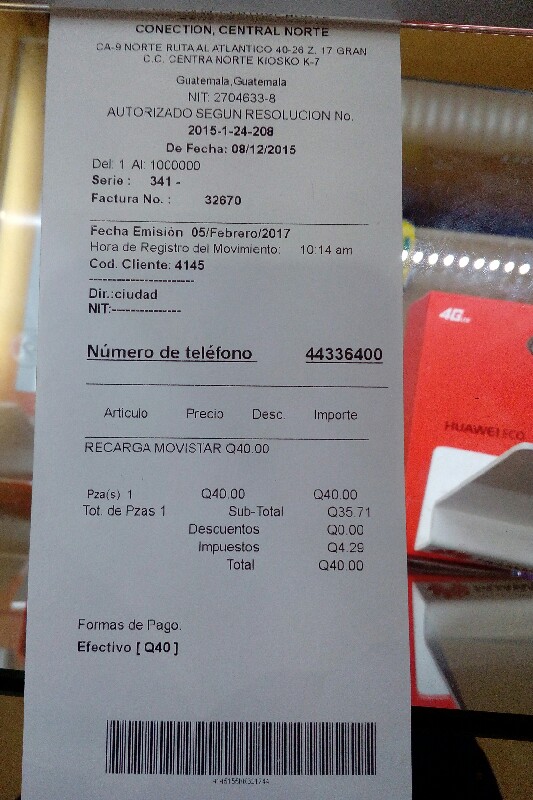 CONECTION, CENTRAL NORTE
CA-9 NORTE RUTA AL ATLANTICO 40-26 Z. 17 GRAN
C.C. CENTRA NORTE KIOSKO K-7
Guatemala,Guatemala
NIT: 2704633-8
AUTORIZADO SEGUN RESOLUCION No.
2015-1-24-208
De Fecha: 08/12/2015
Del: 1 Al: 1000000
Serie : 341 -
Factura No. : 32670
Fecha Emisión 05/Febrero/2017
Hora de Registro del Movimiento: 10:14 am
Cod. Cliente: 4145
Dir.:ciudad
NIT:---------------
Número de teléfono 44336400
Articulo Precio Desc. Importe
RECARGA MOVISTAR Q40.00
Pza(s) 1 Q40.00 Q40.00
Tot. de Pzas 1 Sub-Total Q35.71
Descuentos Q0.00
Impuestos Q4.29
Total Q40.00
Formas de Pago.
Efectivo [ Q40 ]
4G
HUAWEI ECO